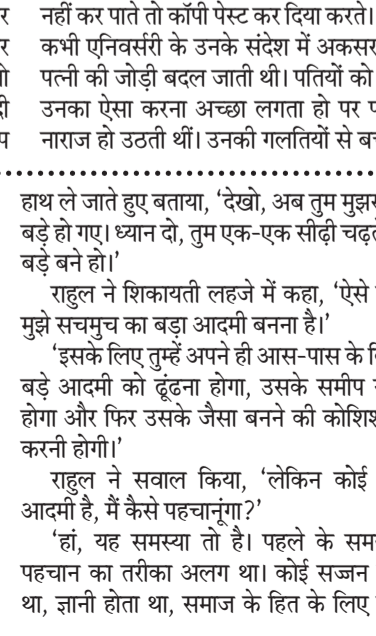 र नहीं कर पाते तो कॉपी पेस्ट कर दिया करते।
र कभी एनिवर्सरी के उनके संदेश में अकसर
पत्नी की जोड़ी बदल जाती थी। पतियों को
उनका ऐसा करना अच्छा लगता हो पर
प नाराज हो उठती थीं। उनकी गलतियों से
हाथ ले जाते हुए बताया, ‘देखो, अब तुम
बड़े हो गए। ध्यान दो, तुम एक-एक सीढ़ी
बड़े बने हो।’
राहुल ने शिकायती लहजे में कहा, ‘ऐसे
मुझे सचमुच का बड़ा आदमी बनना है।’
‘इसके लिए तुम्हें अपने ही आस-पास के
बड़े आदमी को ढूंढना होगा, उसके समीप
होगा और फिर उसके जैसा बनने की
करनी होगी।’
राहुल ने सवाल किया, ‘लेकिन कोई
आदमी है, मैं कैसे पहचानूंगा?’
‘हां, यह समस्या तो है। पहले के
पहचान का तरीका अलग था। कोई सज्जन
था, ज्ञानी होता था, समाज के हित के लिए